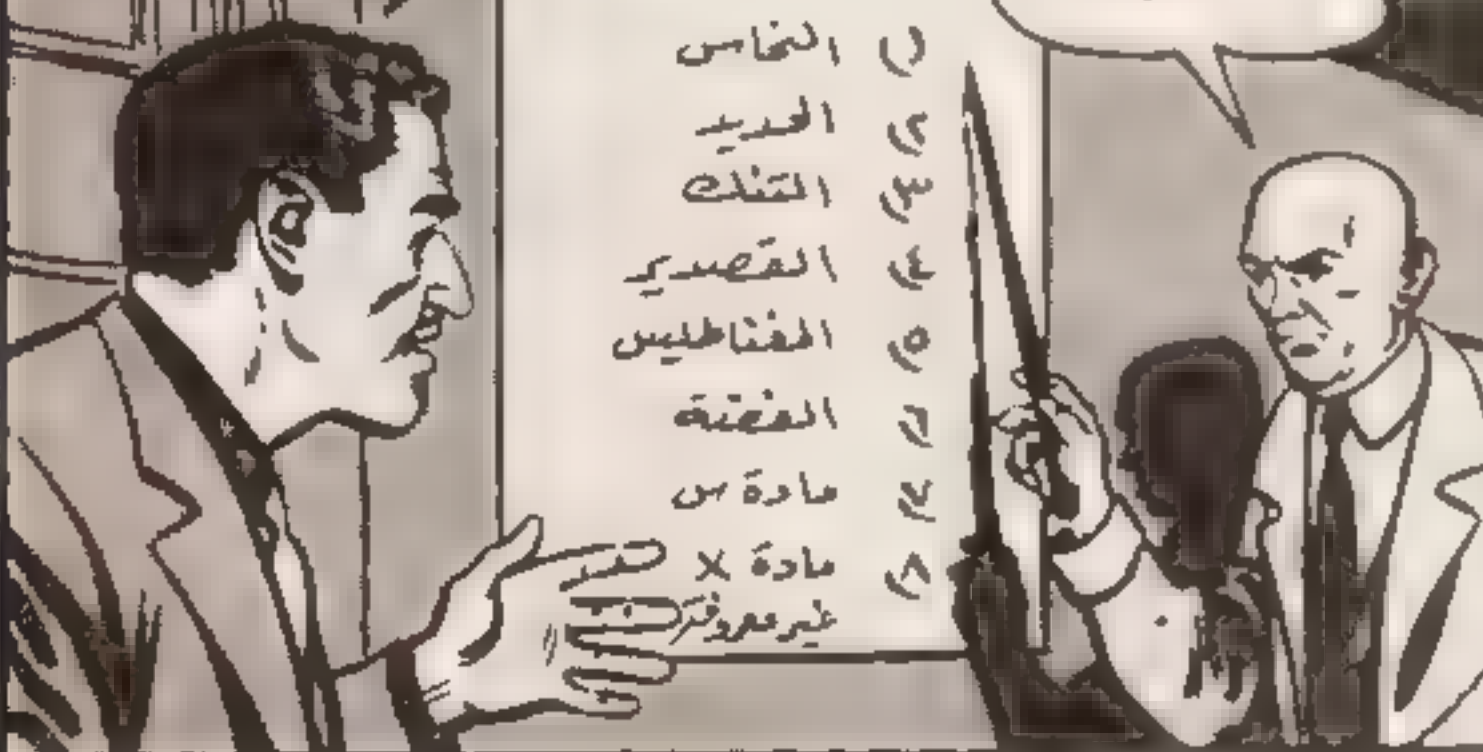 ١) النحاس
٢) الحديد
٣) التنك
٤) القصدير
٥) المغناطيس
٦) الفضة
٧) مادة س
٨) مادة X
غير معروفة